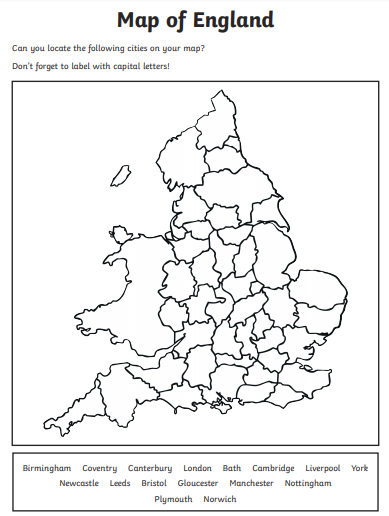 Map of England
Can you locate the following cities on your map?
Don't forget to label with capital letters!
Birmingham Coventry Canterbury London Bath Cambridge Liverpool York
Newcastle Leeds Bristol Gloucester Manchester Nottingham
Plymouth Norwich